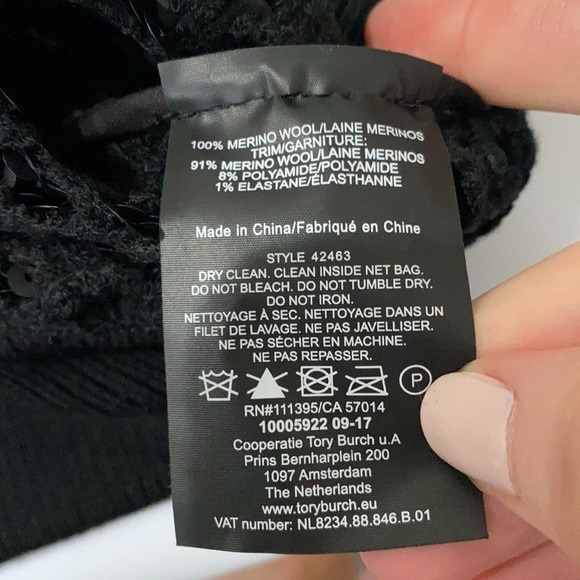 100% MERINO WOOL/LAINE MERINOS
TRIM/GARNITURE:
91% MERINO WOOL/LAINE MERINOS
8% POLYAMIDE/POLYAMIDE
1% ELASTANE/ÉLASTHANNE
Made in China/Fabriqué en Chine
STYLE 42463
DRY CLEAN. CLEAN INSIDE NET BAG.
DO NOT BLEACH. DO NOT TUMBLE DRY.
DO NOT IRON.
NETTOYAGE À SEC. NETTOYAGE DANS UN
FILET DE LAVAGE. NE PAS JAVELLISER.
NE PAS SÉCHER EN MACHINE.
NE PAS REPASSER.
P
RN#111395/CA 57014
10005922 09-17
Cooperatie Tory Burch u.A
Prins Bernharplein 200
1097 Amsterdam
The Netherlands
www.toryburch.eu
VAT number: NL8234.88.846.B.01